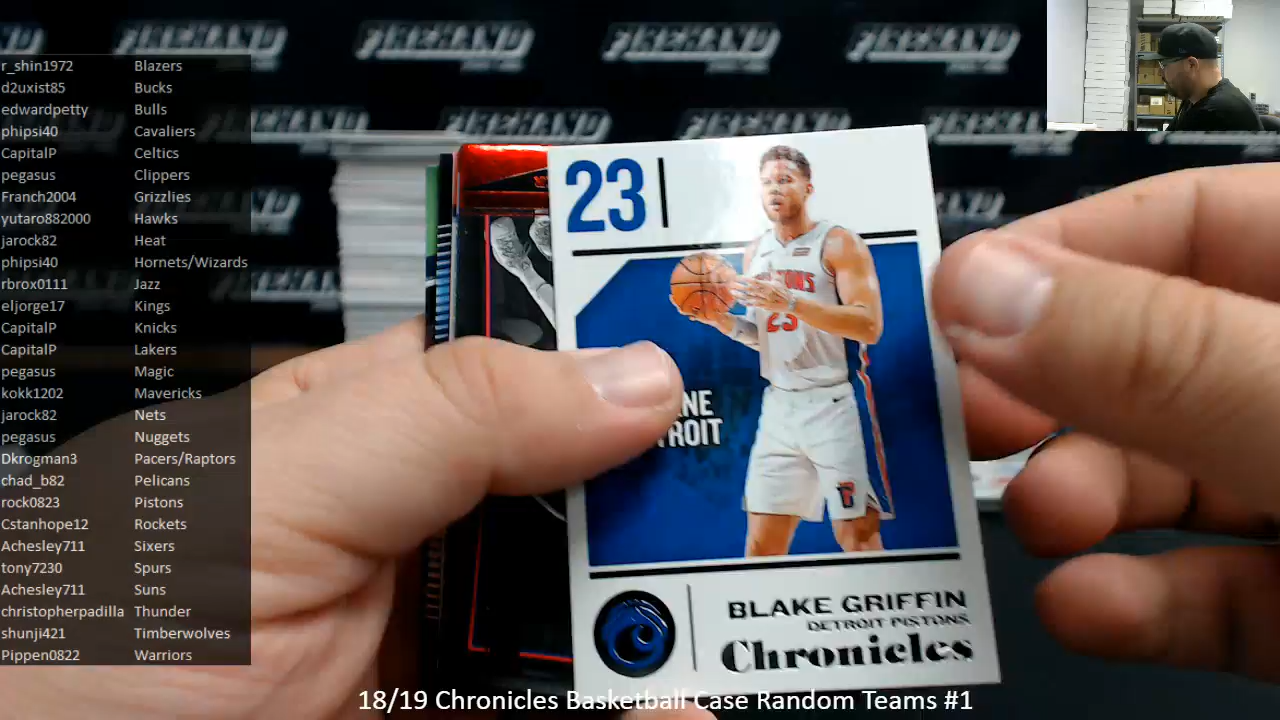 r_shin1972 Blazers
d2uxist85 Bucks
edwardpetty Bulls
phipsi40 Cavaliers
CapitalP Celtics
pegasus Clippers
Franch2004 Grizzlies
yutaro882000 Hawks
jarock82 Heat
phipsi40 Hornets/Wizards
rbrox0111 Jazz
eljorge17 Kings
CapitalP Knicks
CapitalP Lakers
pegasus Magic
kokk1202 Mavericks
jarock82 Nets
pegasus Nuggets
Dkrogman3 Pacers/Raptors
chad_b82 Pelicans
rock0823 Pistons
Cstanhope12 Rockets
Achesley711 Sixers
tony7230 Spurs
Achesley711 Suns
christopherpadilla Thunder
shunji421 Timberwolves
Pippen0822 Warriors
23
23
BLAKE GRIFFIN
DETROIT PISTONS
Chronicles
18/19 Chronicles Basketball Case Random Teams #1